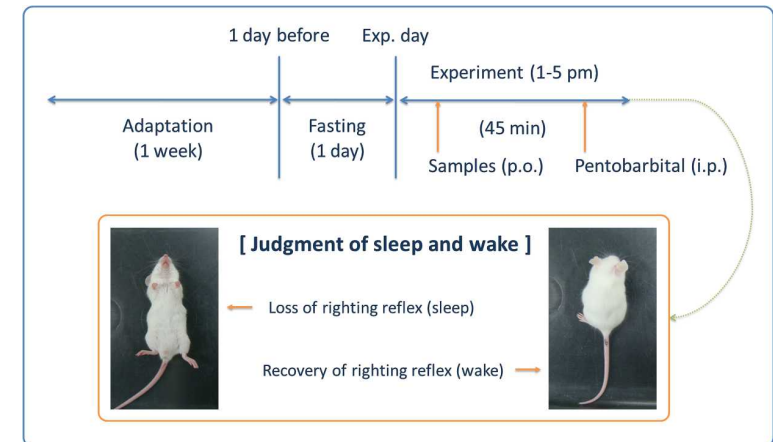 1 day before
Exp. day
Experiment (1-5 pm)
Adaptation
(1 week)
Fasting
(1 day)
(45 min)
Samples (p.o.)
Pentobarbital (i.p.)
[ Judgment of sleep and wake ]
Loss of righting reflex (sleep)
Recovery of righting reflex (wake)